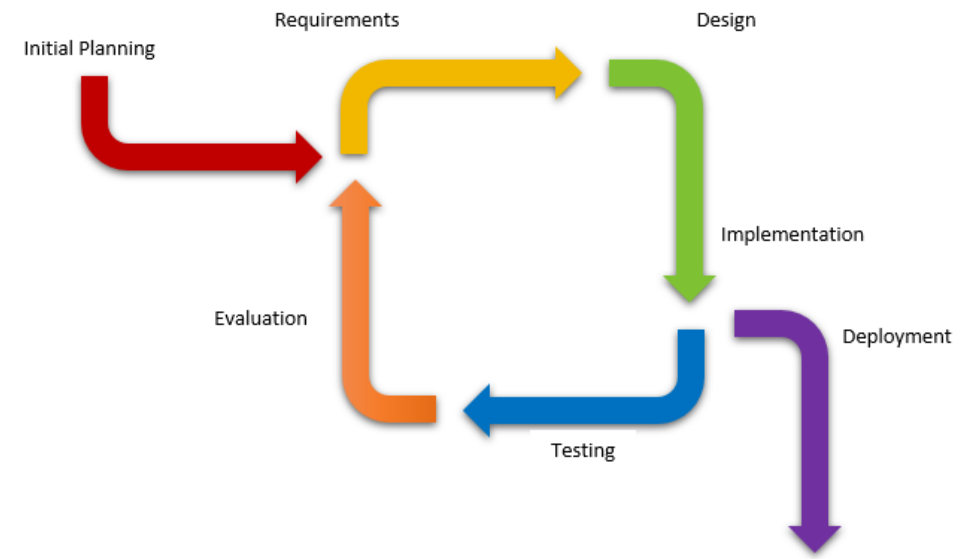 Requirements
Design
Initial Planning
Implementation
Evaluation
Deployment
Testing